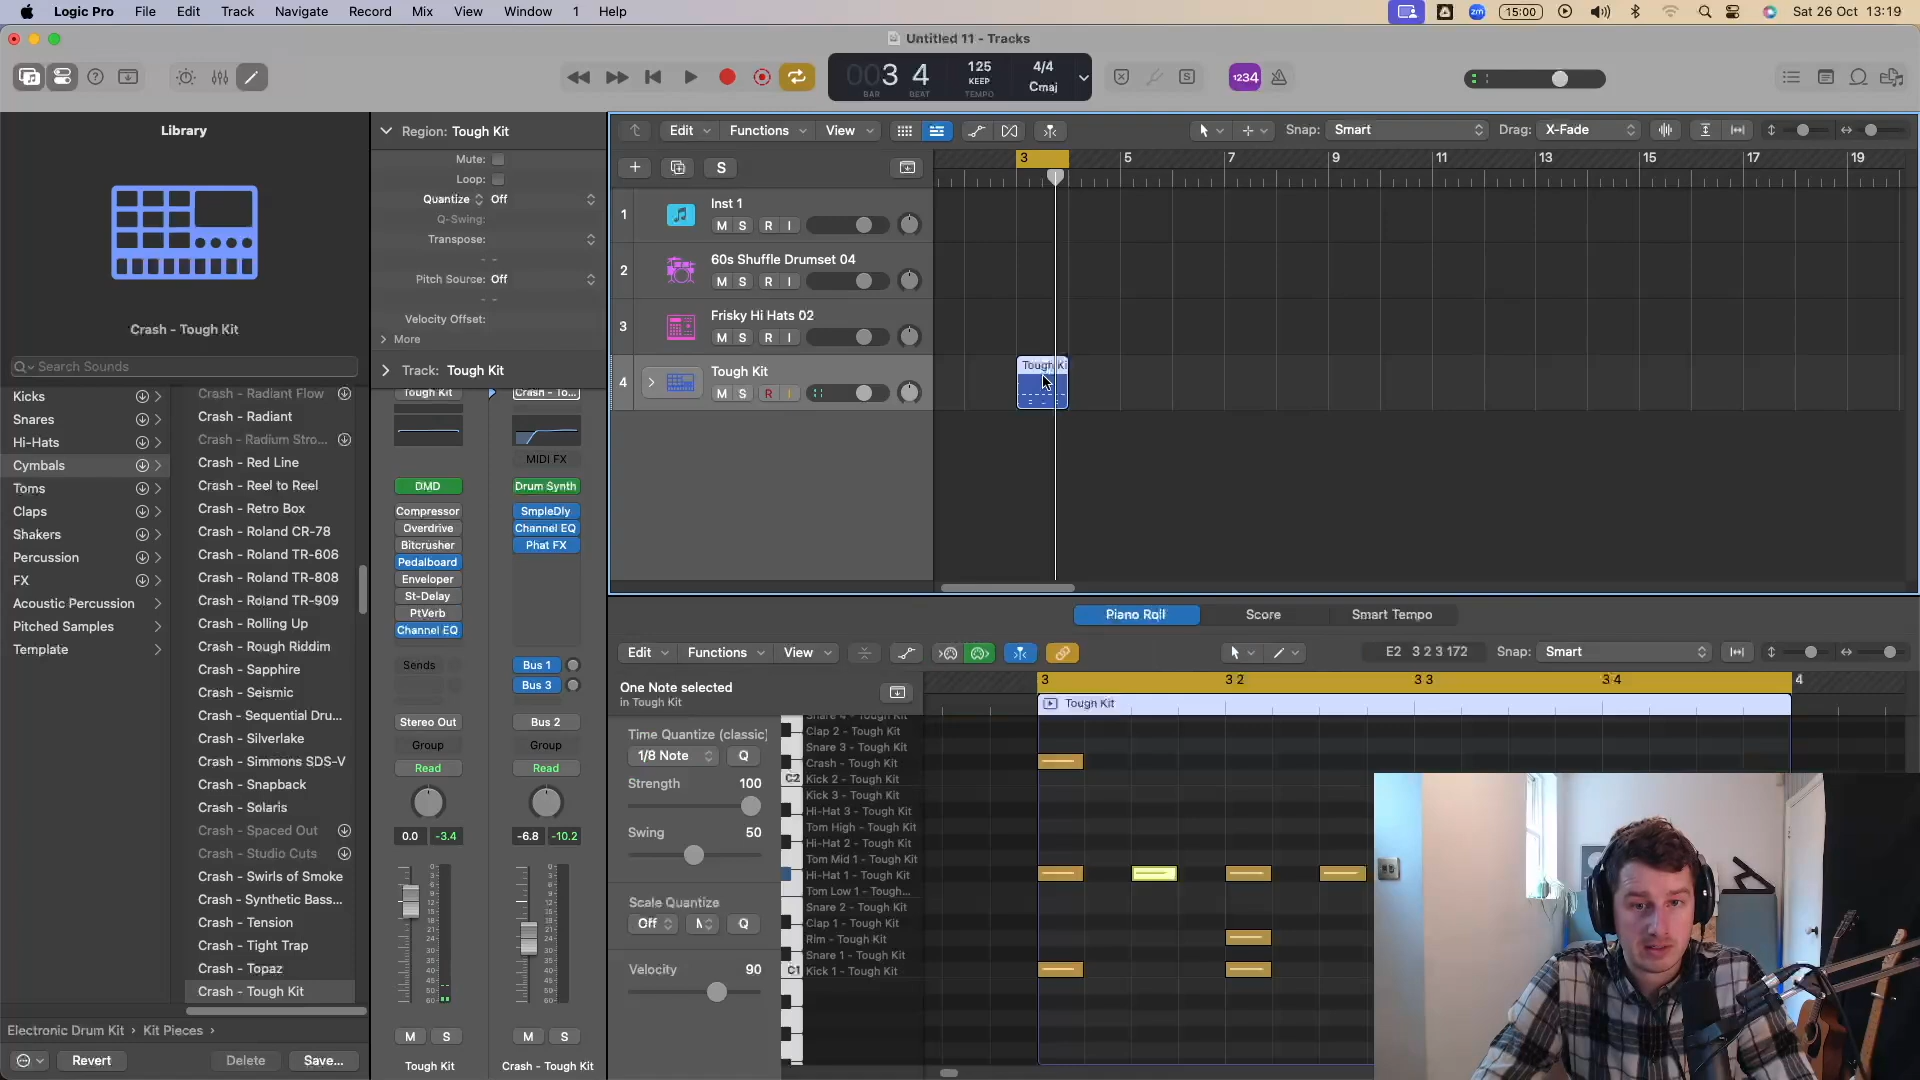 Logic Pro File Edit Track Navigate Record Mix View Window 1 Help
zm 15:00 Sat 26 Oct 13:19
Untitled 11 - Tracks
003 4 125 4/4
KEEP Cmaj
BAR BEAT TEMPO
1234
Library
Crash - Tough Kit
Search Sounds
Kicks
Snares
Hi-Hats
Cymbals
Toms
Claps
Shakers
Percussion
FX
Acoustic Percussion
Pitched Samples
Template
Crash - Radiant Flow
Crash - Radiant
Crash - Radium Stro...
Crash - Red Line
Crash - Reel to Reel
Crash - Retro Box
Crash - Roland CR-78
Crash - Roland TR-606
Crash - Roland TR-808
Crash - Roland TR-909
Crash - Rolling Up
Crash - Rough Riddim
Crash - Sapphire
Crash - Seismic
Crash - Sequential Dru...
Crash - Silverlake
Crash - Simmons SDS-V
Crash - Snapback
Crash - Solaris
Crash - Spaced Out
Crash - Studio Cuts
Crash - Swirls of Smoke
Crash - Synthetic Bass...
Crash - Tension
Crash - Tight Trap
Crash - Topaz
Crash - Tough Kit
Electronic Drum Kit > Kit Pieces >
Revert Delete Save...
Region: Tough Kit
Mute:
Loop:
Quantize Off
Q-Swing:
Transpose:
Pitch Source: Off
Velocity Offset:
More
Track: Tough Kit
Tough Kit Crash - To...
MIDI FX
DMD Drum Synth
Compressor SmpleDly
Overdrive Channel EQ
Bitcrusher Phat FX
Pedalboard
Enveloper
St-Delay
PtVerb
Channel EQ
Sends Bus 1
Bus 3
Stereo Out Bus 2
Group Group
Read Read
0.0 -3.4 -6.8 -10.2
M S M S
Tough Kit Crash - Tough Kit
Edit Functions View Snap: Smart Drag: X-Fade
S
3 5 7 9 11 13 15 17 19
1 Inst 1
M S R I
2 60s Shuffle Drumset 04
M S R I
3 Frisky Hi Hats 02
M S R I
4 Tough Kit
M S R I
Tough Ki
Piano Roll Score Smart Tempo
Edit Functions View E2 3 2 3 172 Snap: Smart
One Note selected
in Tough Kit
3 3 2 3 3 3 4 4
Tough Kit
Time Quantize (classic)
1/8 Note Q
Strength 100
Swing 50
Scale Quantize
Off Q
Velocity 90
C2
C1
Snare 4 - Tough Kit
Clap 2 - Tough Kit
Snare 3 - Tough Kit
Crash - Tough Kit
Kick 2 - Tough Kit
Kick 3 - Tough Kit
Hi-Hat 3 - Tough Kit
Tom High - Tough Kit
Hi-Hat 2 - Tough Kit
Tom Mid 1 - Tough Kit
Hi-Hat 1 - Tough Kit
Tom Low 1 - Tough...
Snare 2 - Tough Kit
Clap 1 - Tough Kit
Rim - Tough Kit
Snare 1 - Tough Kit
Kick 1 - Tough Kit